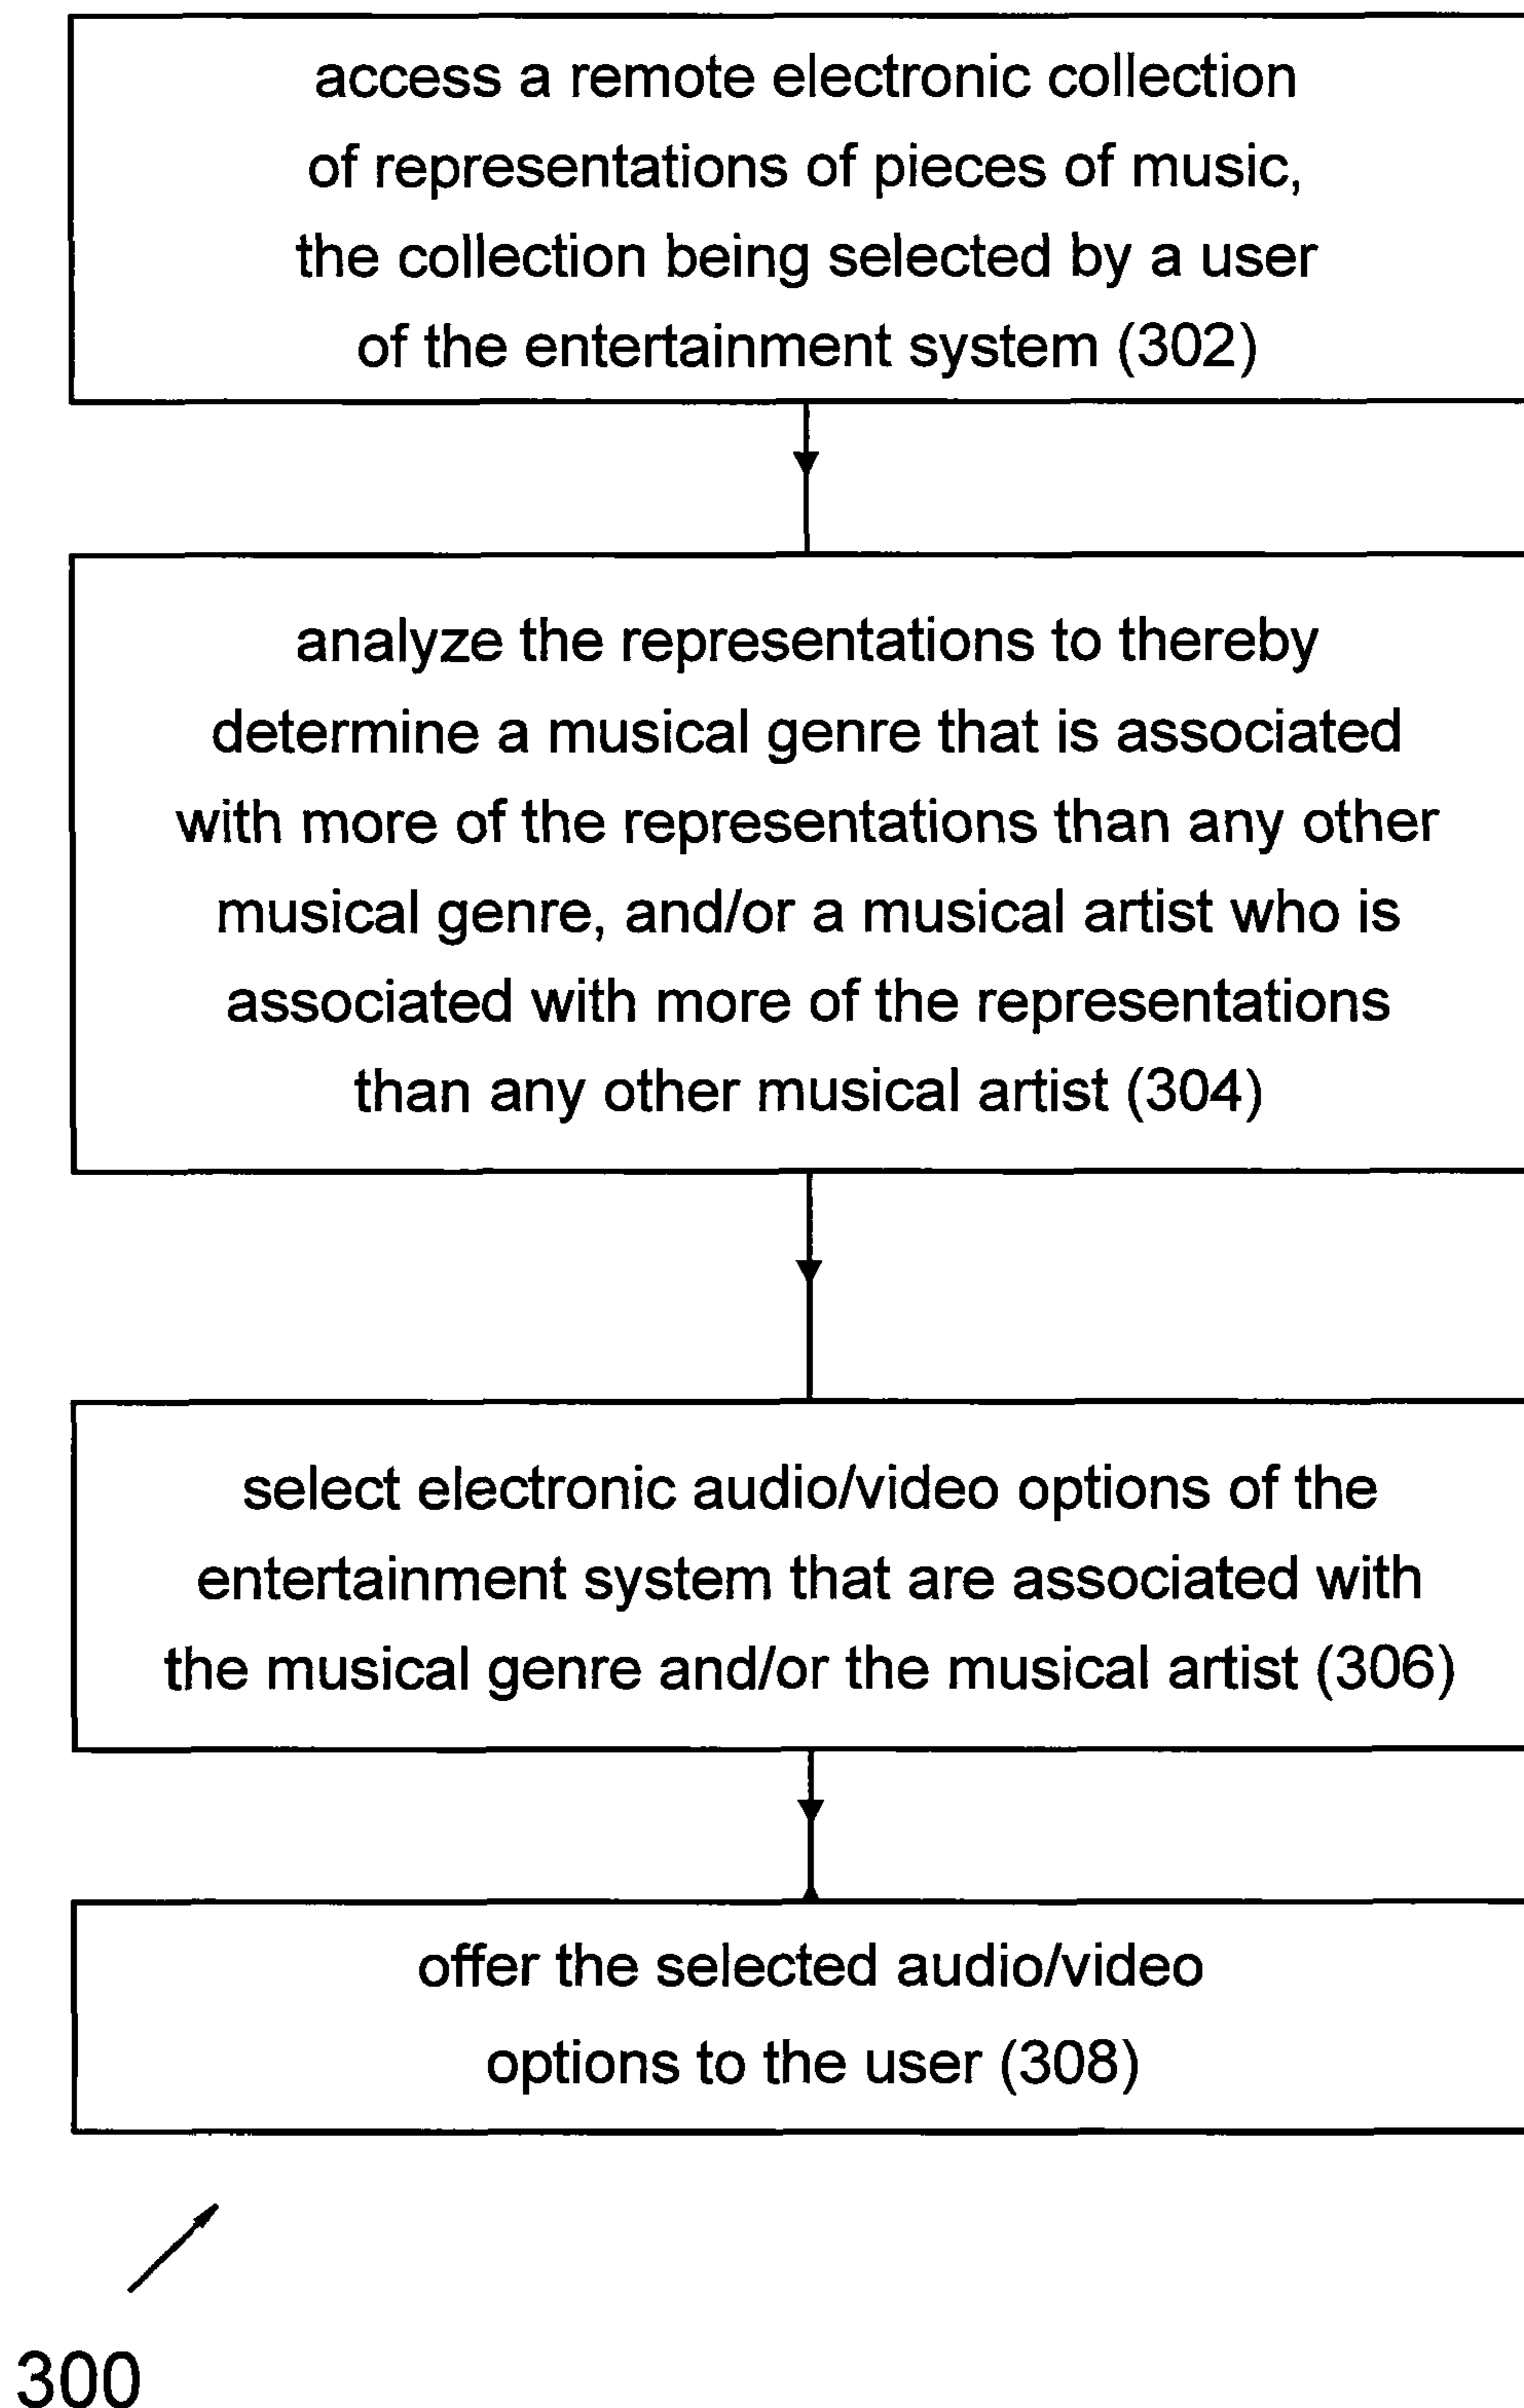 access a remote electronic collection
of representations of pieces of music,
the collection being selected by a user
of the entertainment system (302)
analyze the representations to thereby
determine a musical genre that is associated
with more of the representations than any other
musical genre, and/or a musical artist who is
associated with more of the representations
than any other musical artist (304)
select electronic audio/video options of the
entertainment system that are associated with
the musical genre and/or the musical artist (306)
offer the selected audio/video
options to the user (308)
300